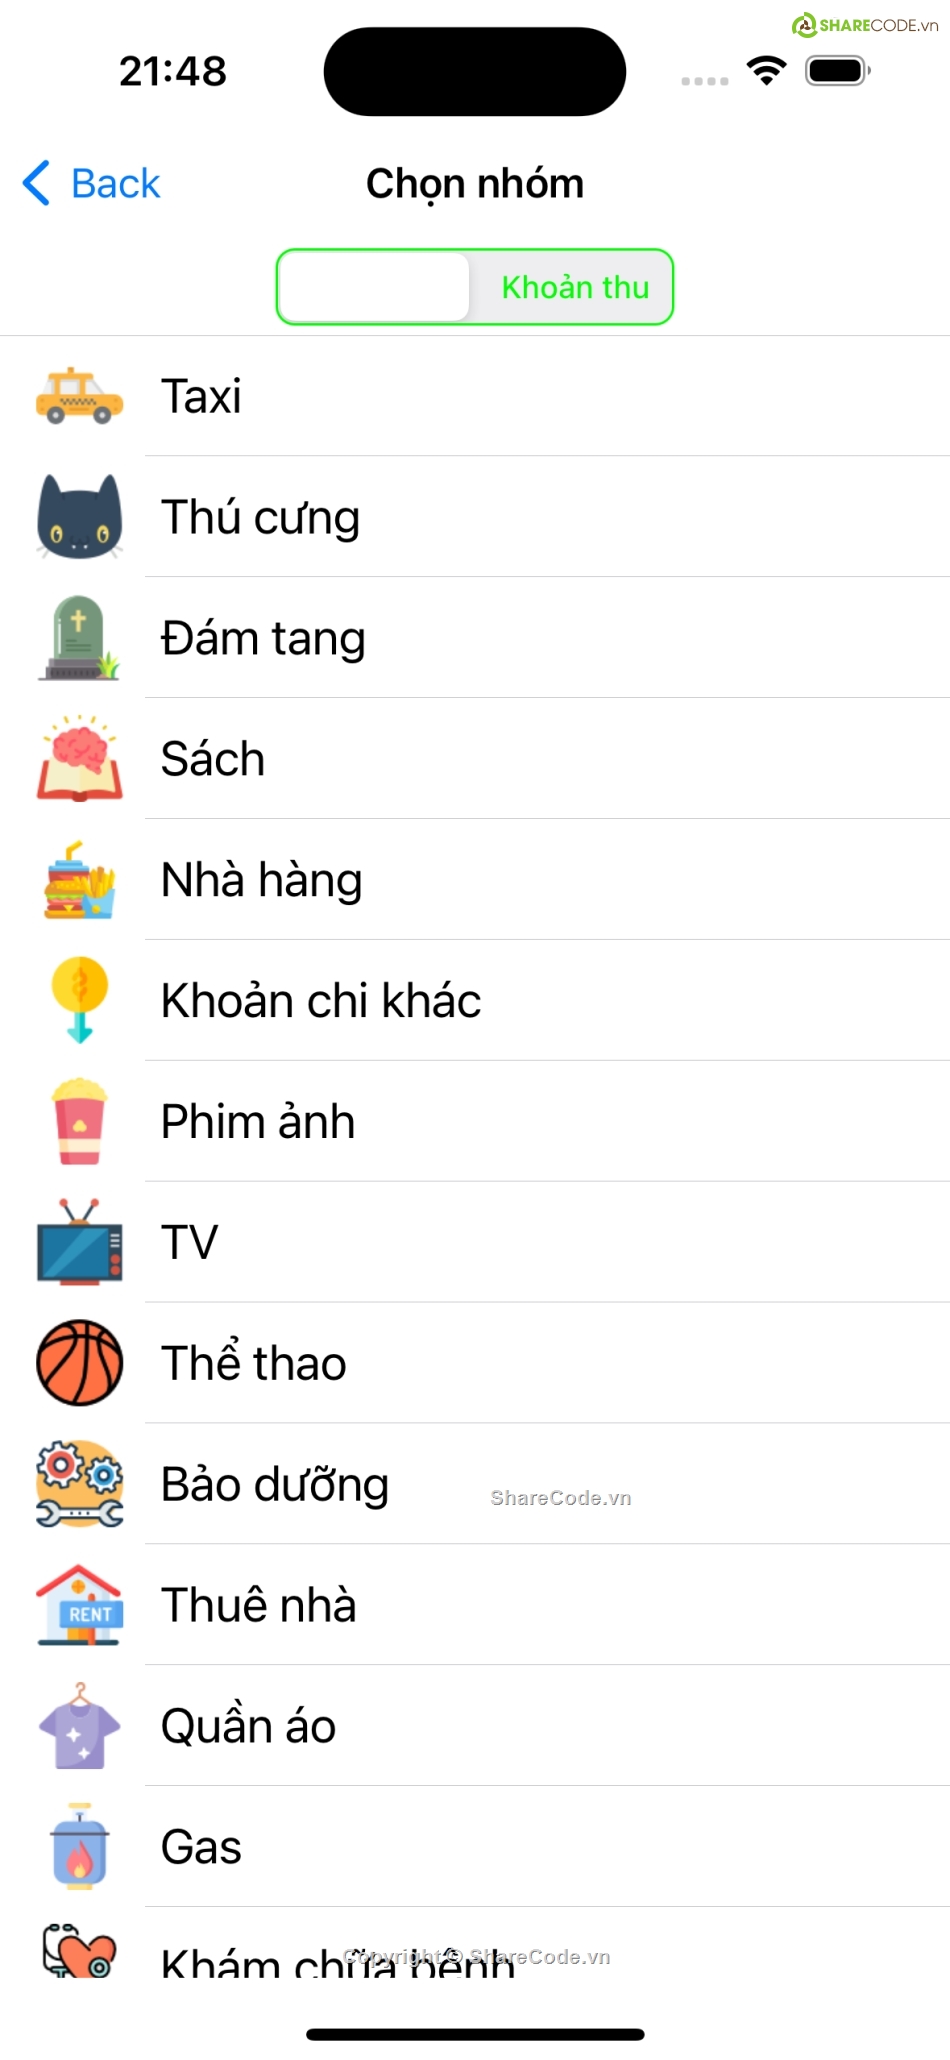 SHARECODE.vn
21:48
Back
Chọn nhóm
Khoản thu
Taxi
Thú cưng
Đám tang
Sách
Nhà hàng
Khoản chi khác
Phim ảnh
TV
Thể thao
Bảo dưỡng
ShareCode.vn
RENT
Thuê nhà
Quần áo
Gas
Khám chữa bệnh
Copyright © ShareCode.vn